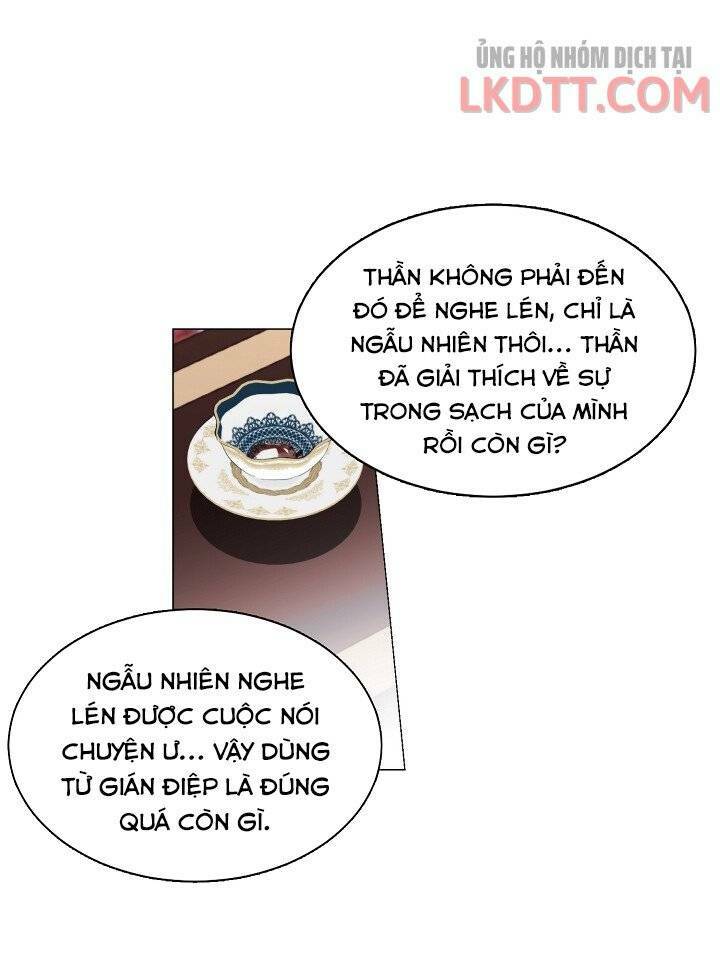 ỦNG HỘ NHÓM DỊCH TẠI
LKDTT.COM
THẦN KHÔNG PHẢI ĐẾN
ĐÓ ĐỂ NGHE LÉN, CHỈ LÀ
NGẪU NHIÊN THÔI... THẦN
ĐÃ GIẢI THÍCH VỀ SỰ
TRONG SẠCH CỦA MÌNH
RỒI CÒN GÌ?
NGẪU NHIÊN NGHE
LÉN ĐƯỢC CUỘC NÓI
CHUYỆN Ư... VẬY DÙNG
TỪ GIÁN ĐIỆP LÀ ĐÚNG
QUÁ CÒN GÌ.